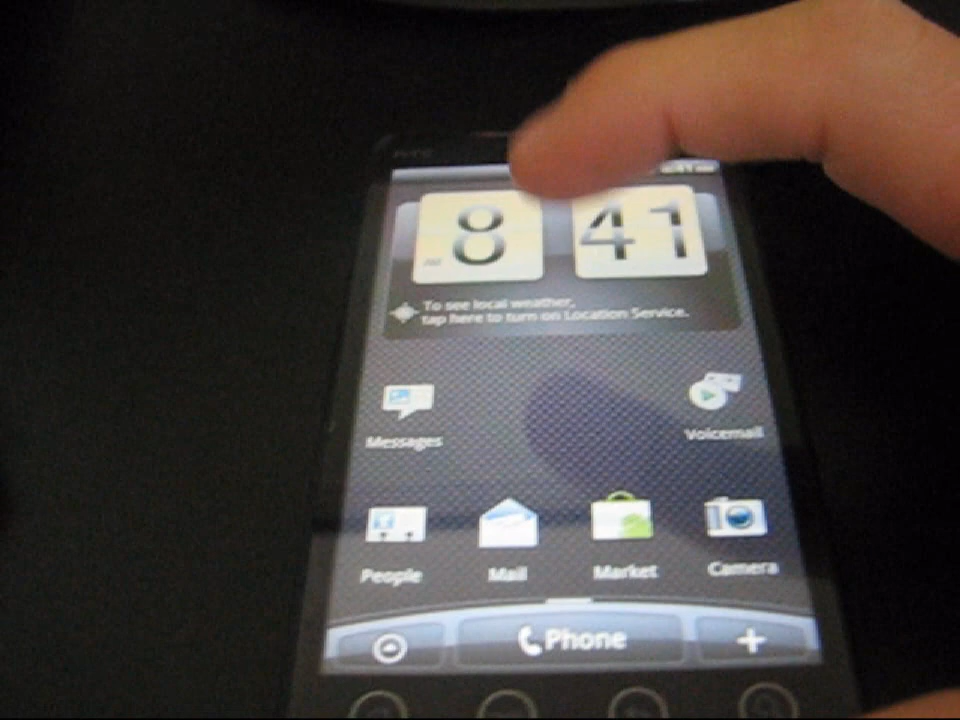 8 41
To see local weather,
tap here to turn on Location Service.
Messages
Voicemail
People
Mail
Market
Camera
Phone